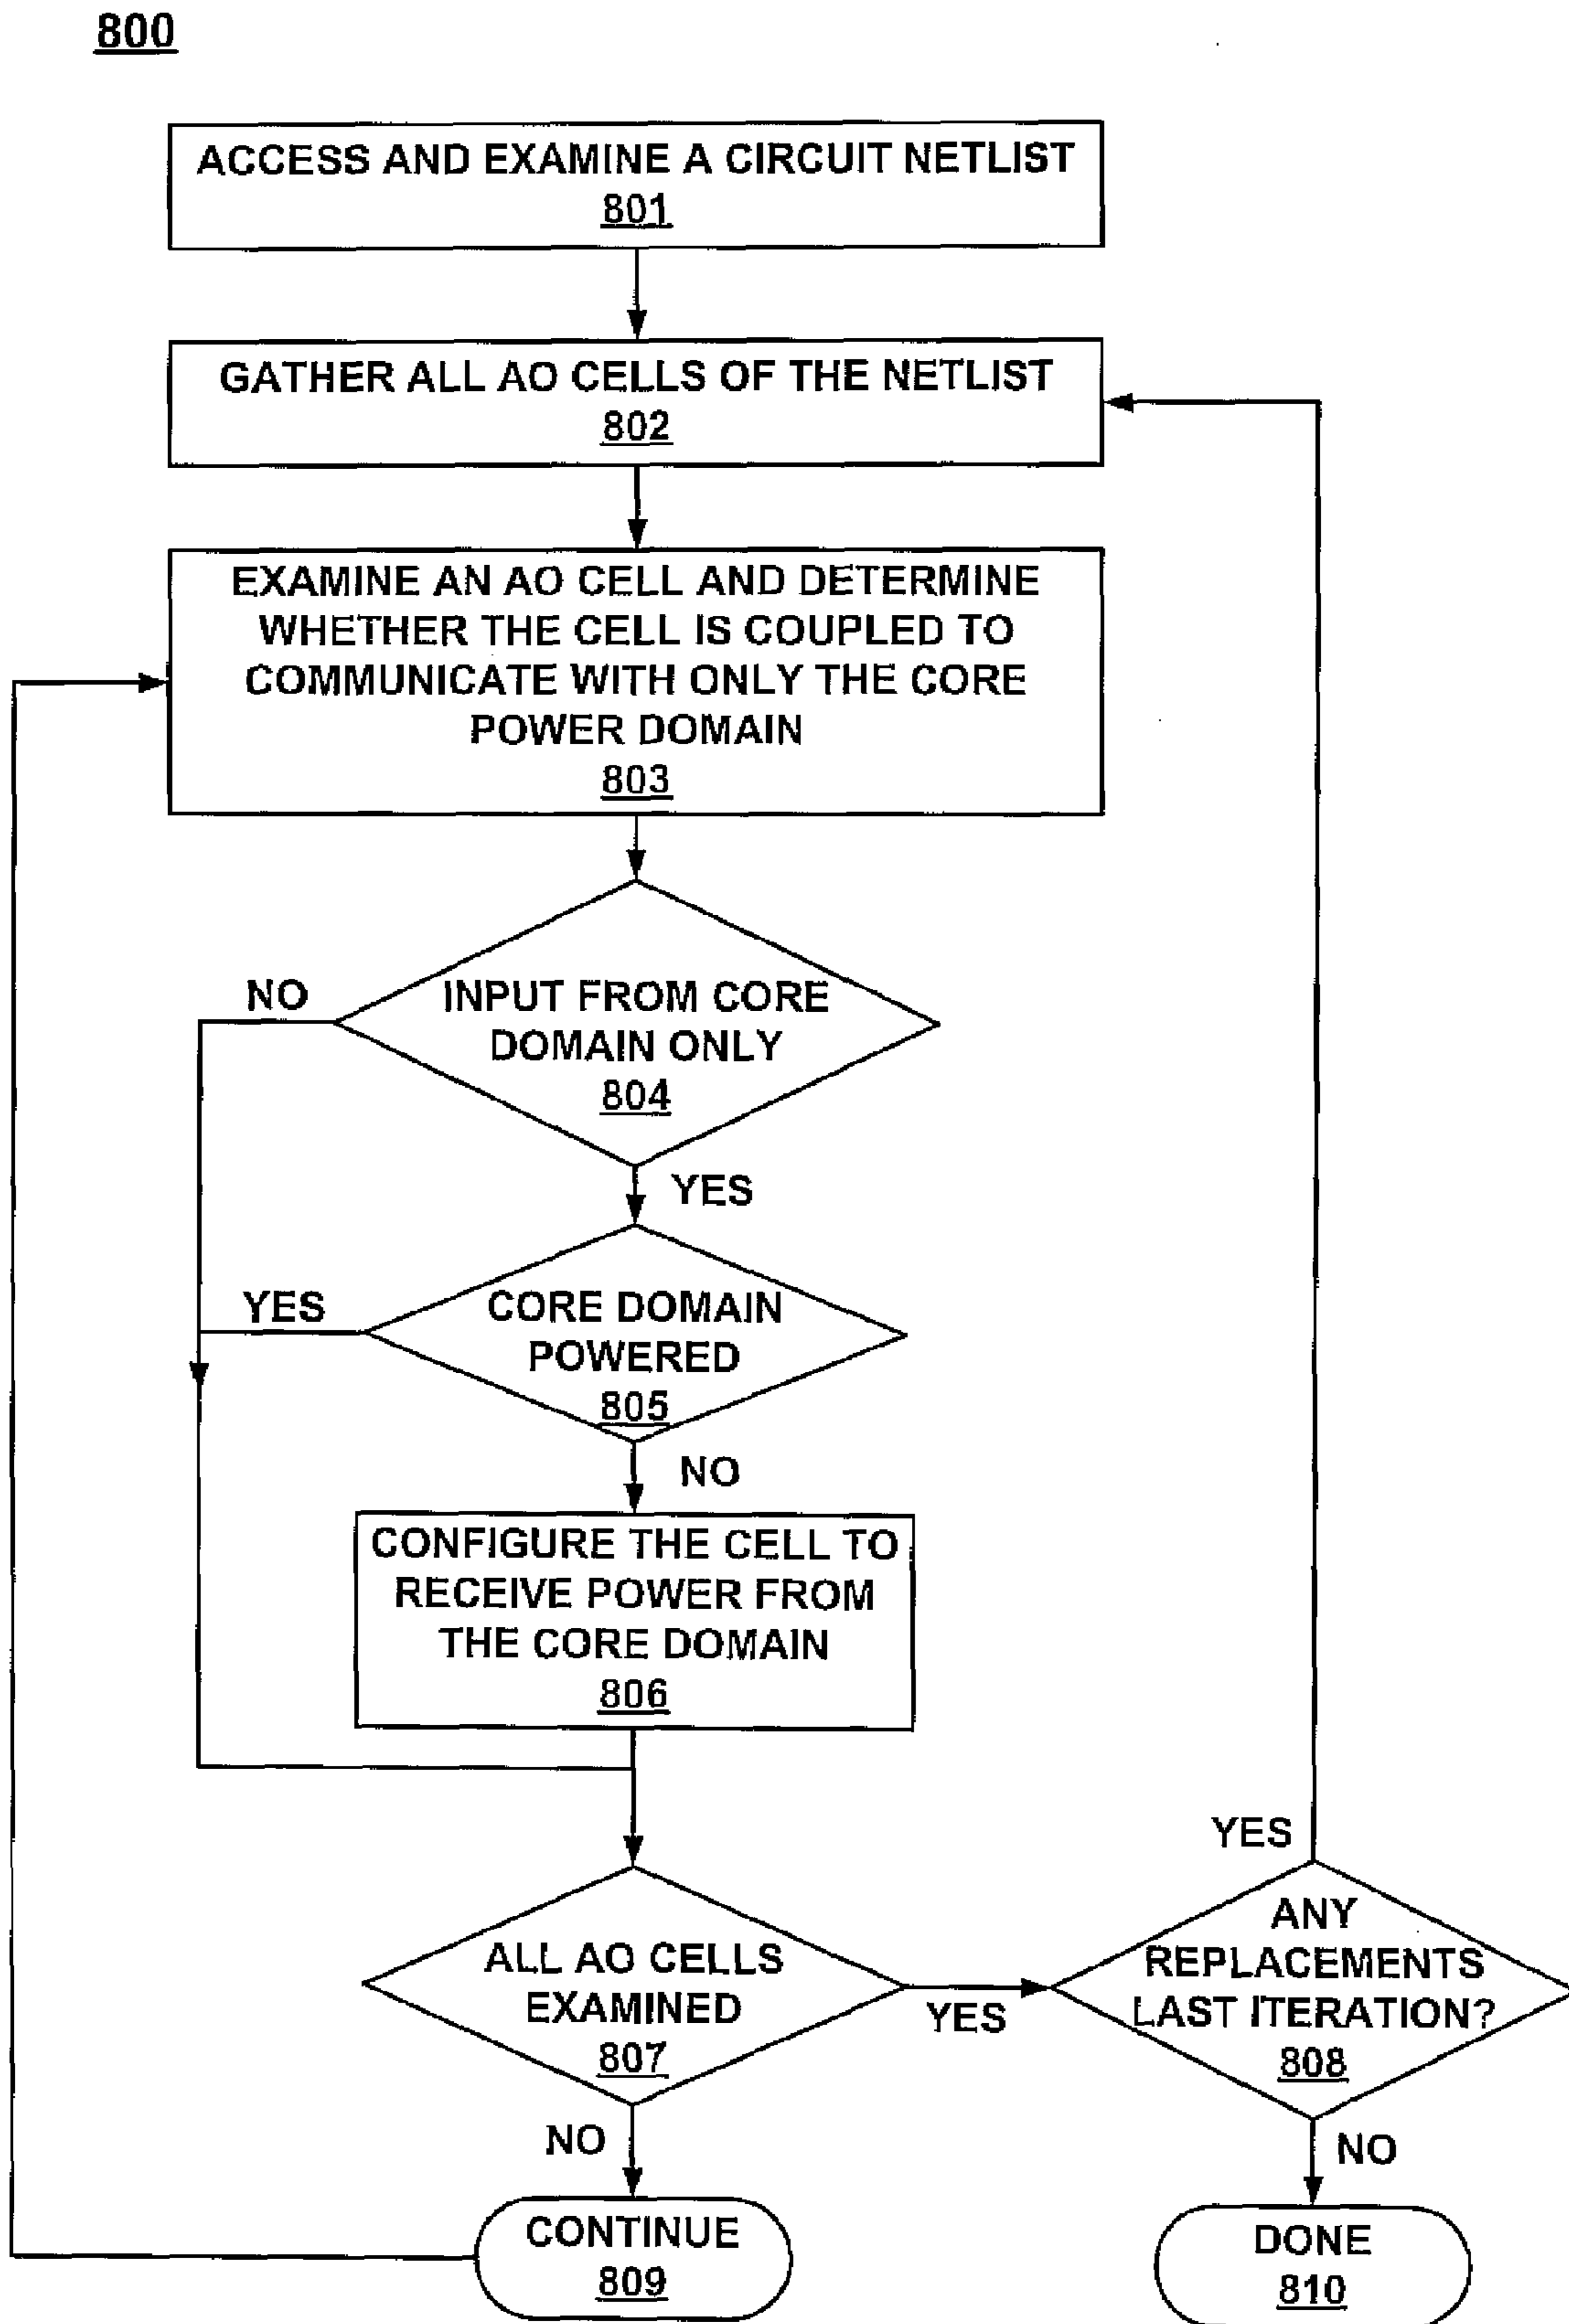 800
ACCESS AND EXAMINE A CIRCUIT NETLIST
801
GATHER ALL AO CELLS OF THE NETLIST
802
EXAMINE AN AO CELL AND DETERMINE
WHETHER THE CELL IS COUPLED TO
COMMUNICATE WITH ONLY THE CORE
POWER DOMAIN
803
NO
INPUT FROM CORE
DOMAIN ONLY
804
YES
YES
CORE DOMAIN
POWERED
805
NO
CONFIGURE THE CELL TO
RECEIVE POWER FROM
THE CORE DOMAIN
806
ALL AO CELLS
EXAMINED
807
YES
YES
ANY
REPLACEMENTS
LAST ITERATION?
808
NO
NO
CONTINUE
809
DONE
810